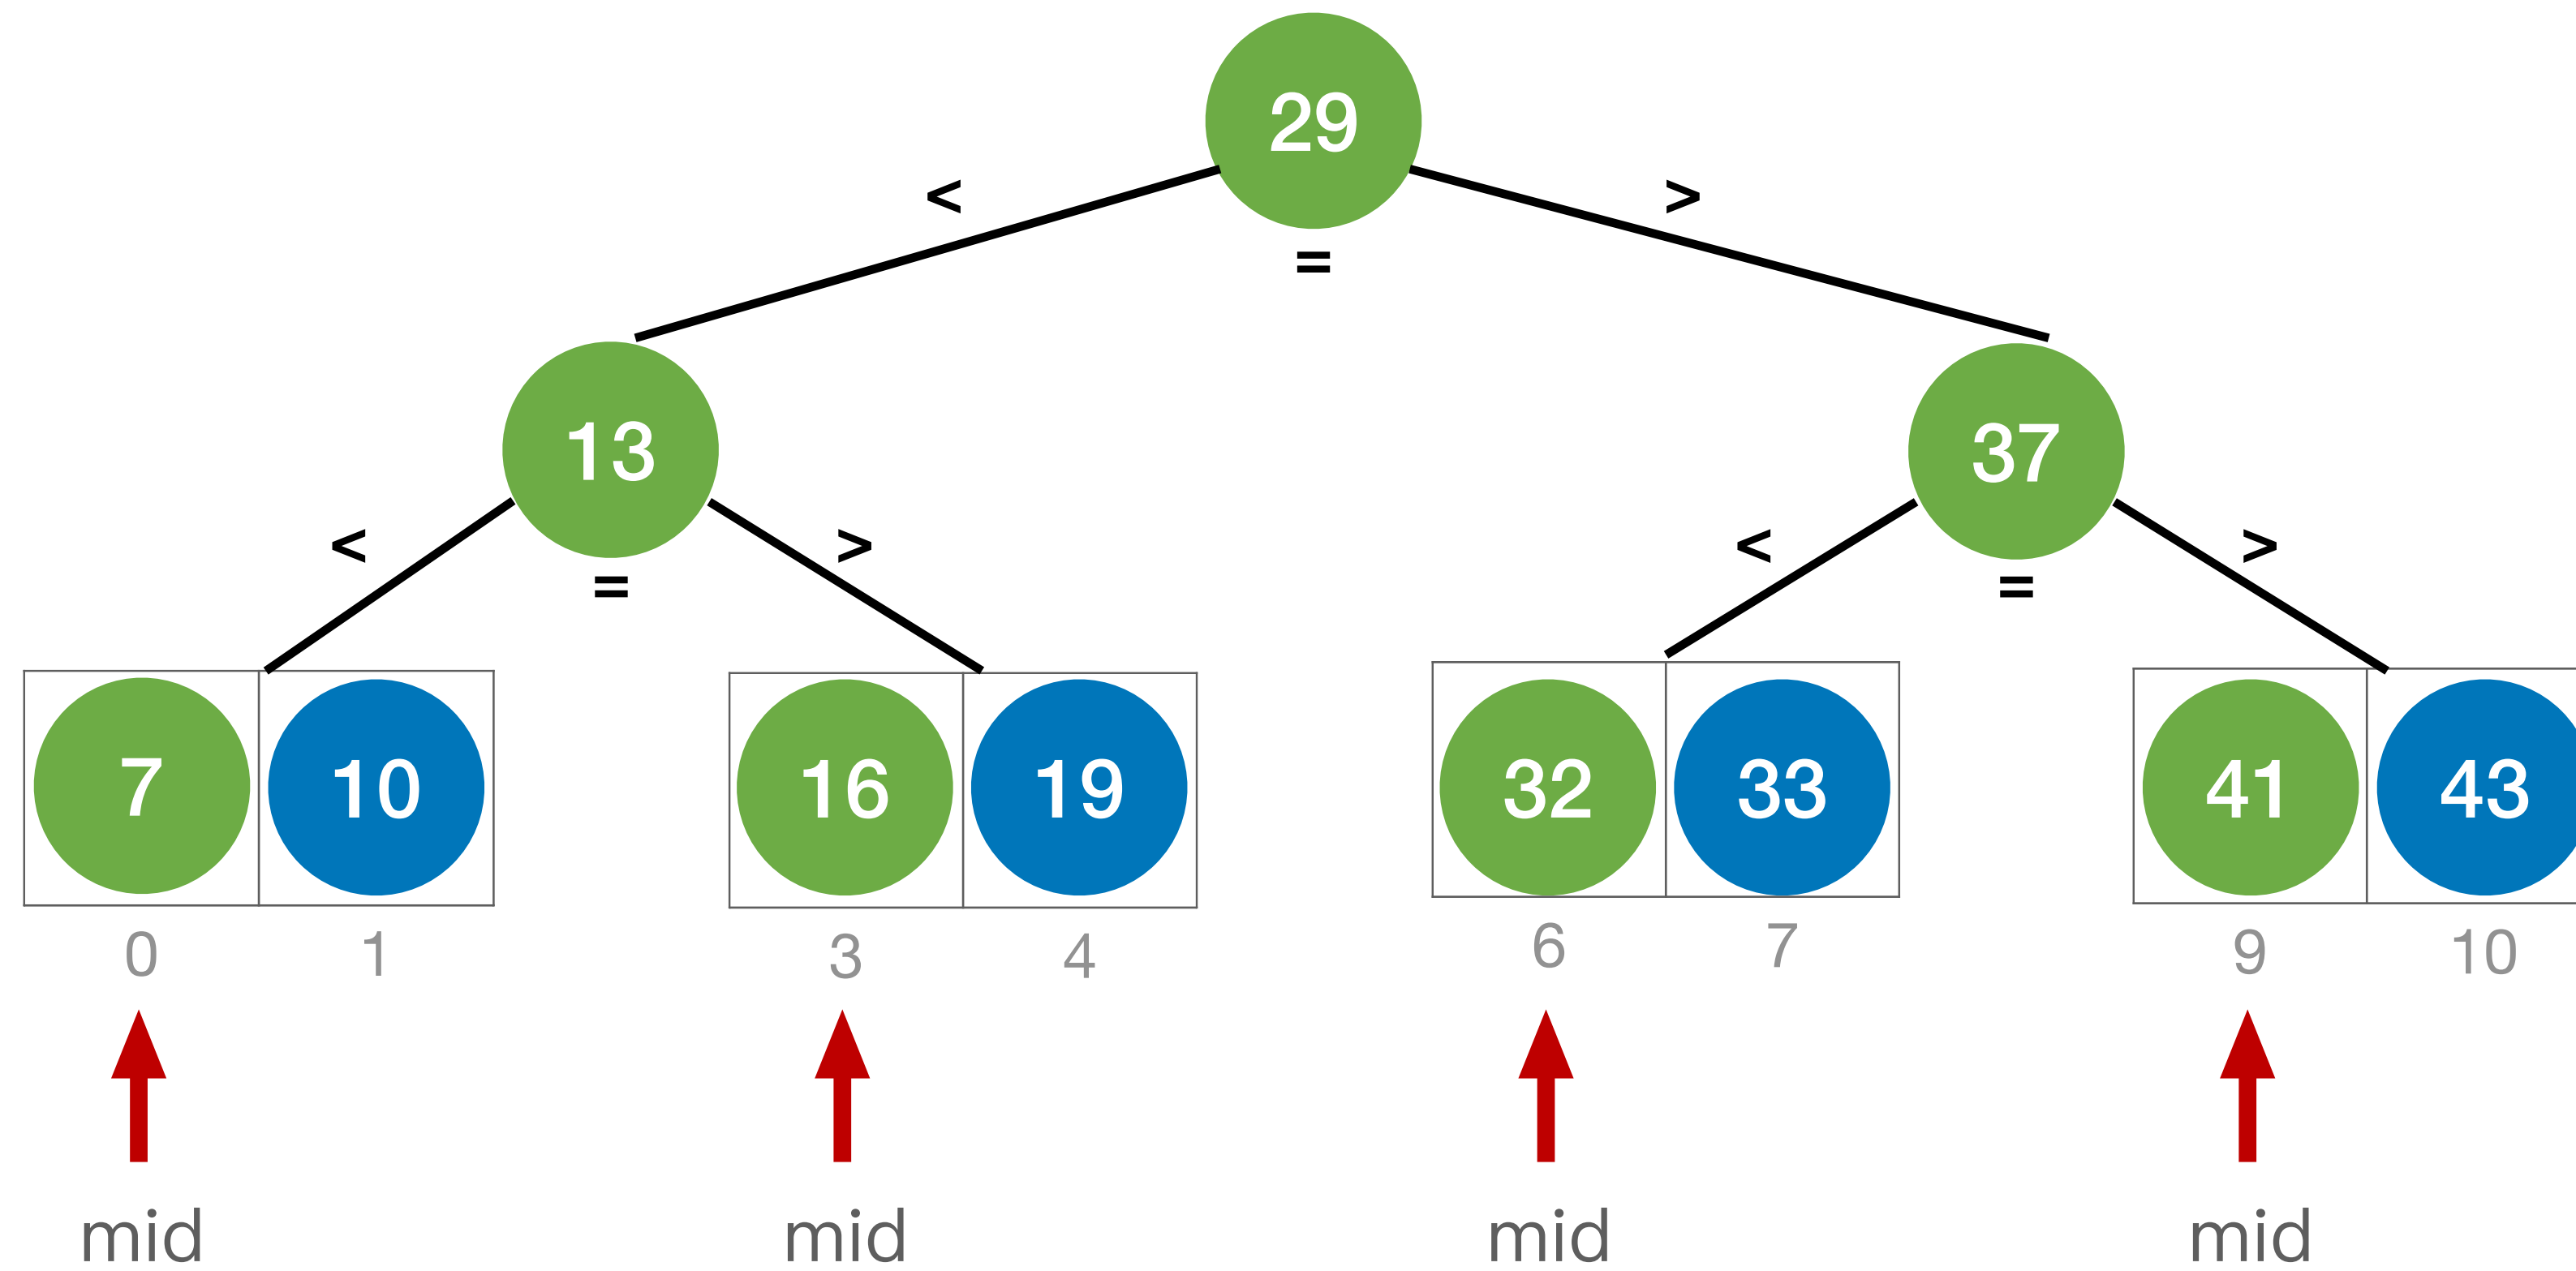 29
< >
=
13 37
< > < >
= =
7 10 16 19 32 33 41 43
0 1 3 4 6 7 9 10
mid mid mid mid